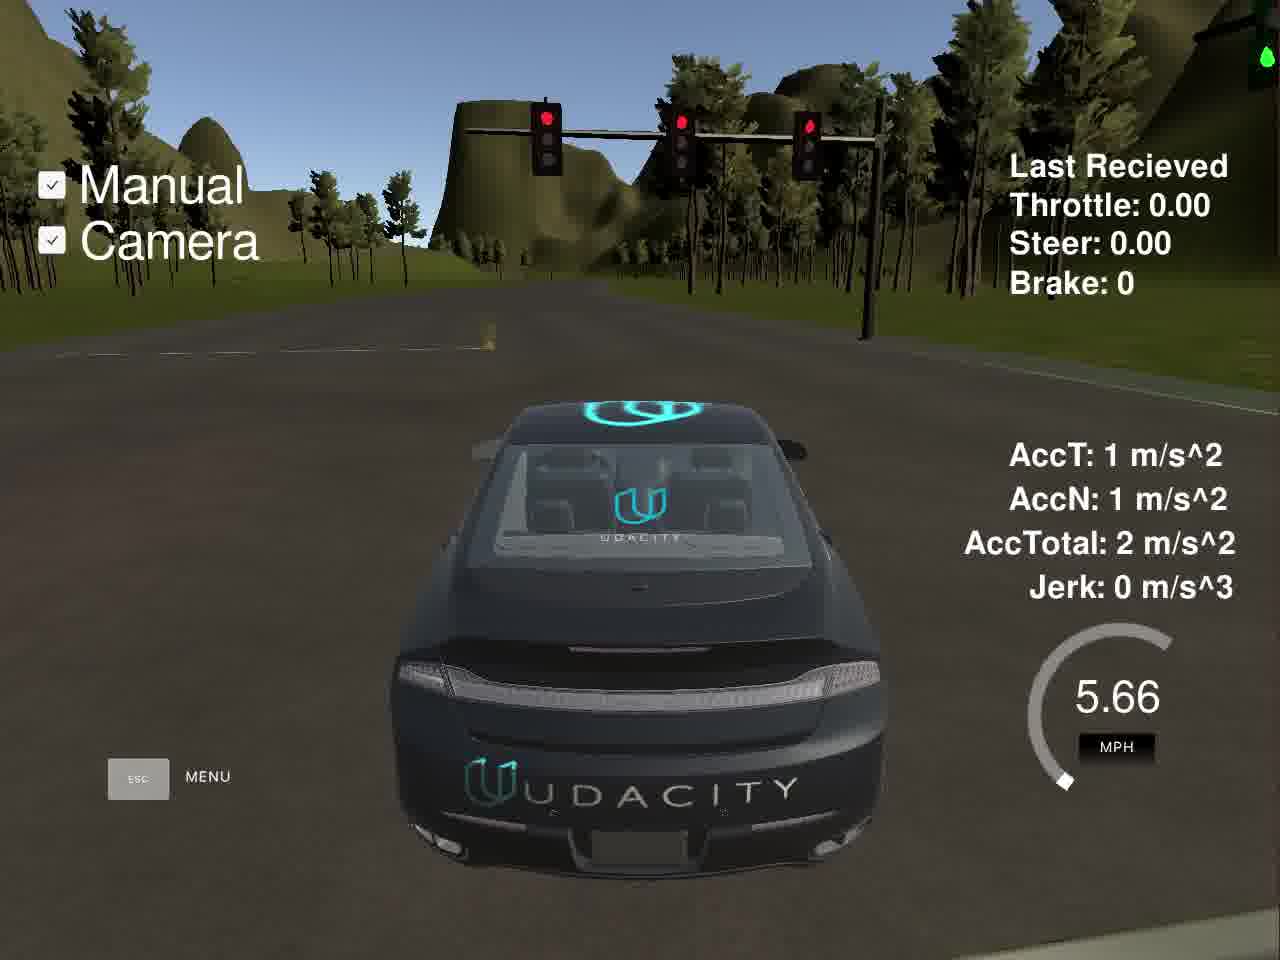 Manual
Camera
Last Recieved
Throttle: 0.00
Steer: 0.00
Brake: 0
AccT: 1 m/s^2
AccN: 1 m/s^2
AccTotal: 2 m/s^2
Jerk: 0 m/s^3
5.66
MPH
ESC MENU
UDACITY
UDACITY